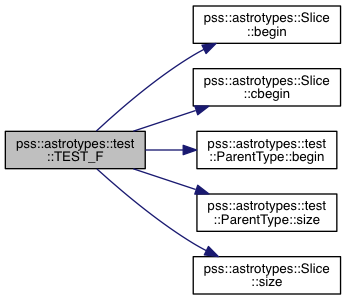 pss::astrotypes::Slice
::begin
pss::astrotypes::Slice
::cbegin
pss::astrotypes::test
::TEST_F
pss::astrotypes::test
::ParentType::begin
pss::astrotypes::test
::ParentType::size
pss::astrotypes::Slice
::size